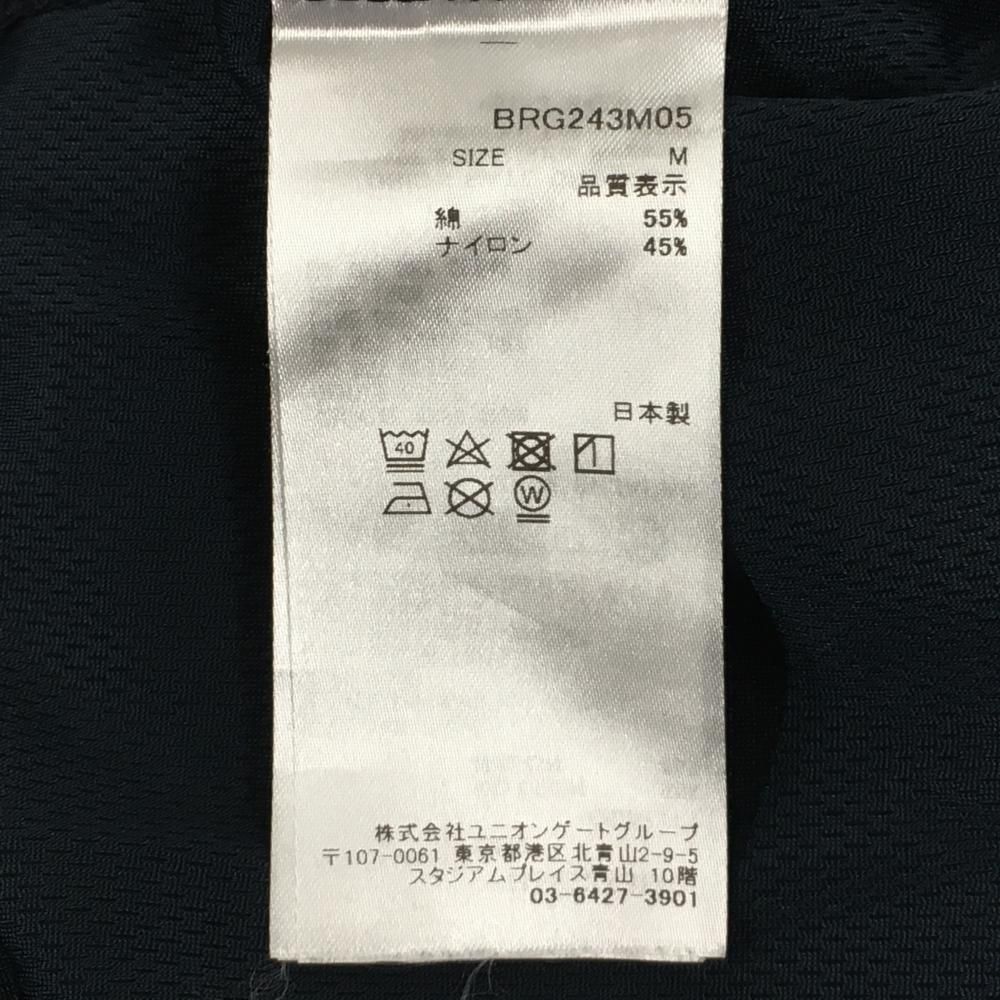 BRG243M05
SIZE M
品質表示
綿 55%
ナイロン 45%
日本製
40
W
株式会社ユニオンゲートグループ
〒107-0061 東京都港区北青山2-9-5
スタジアムプレイス青山 10階
03-6427-3901